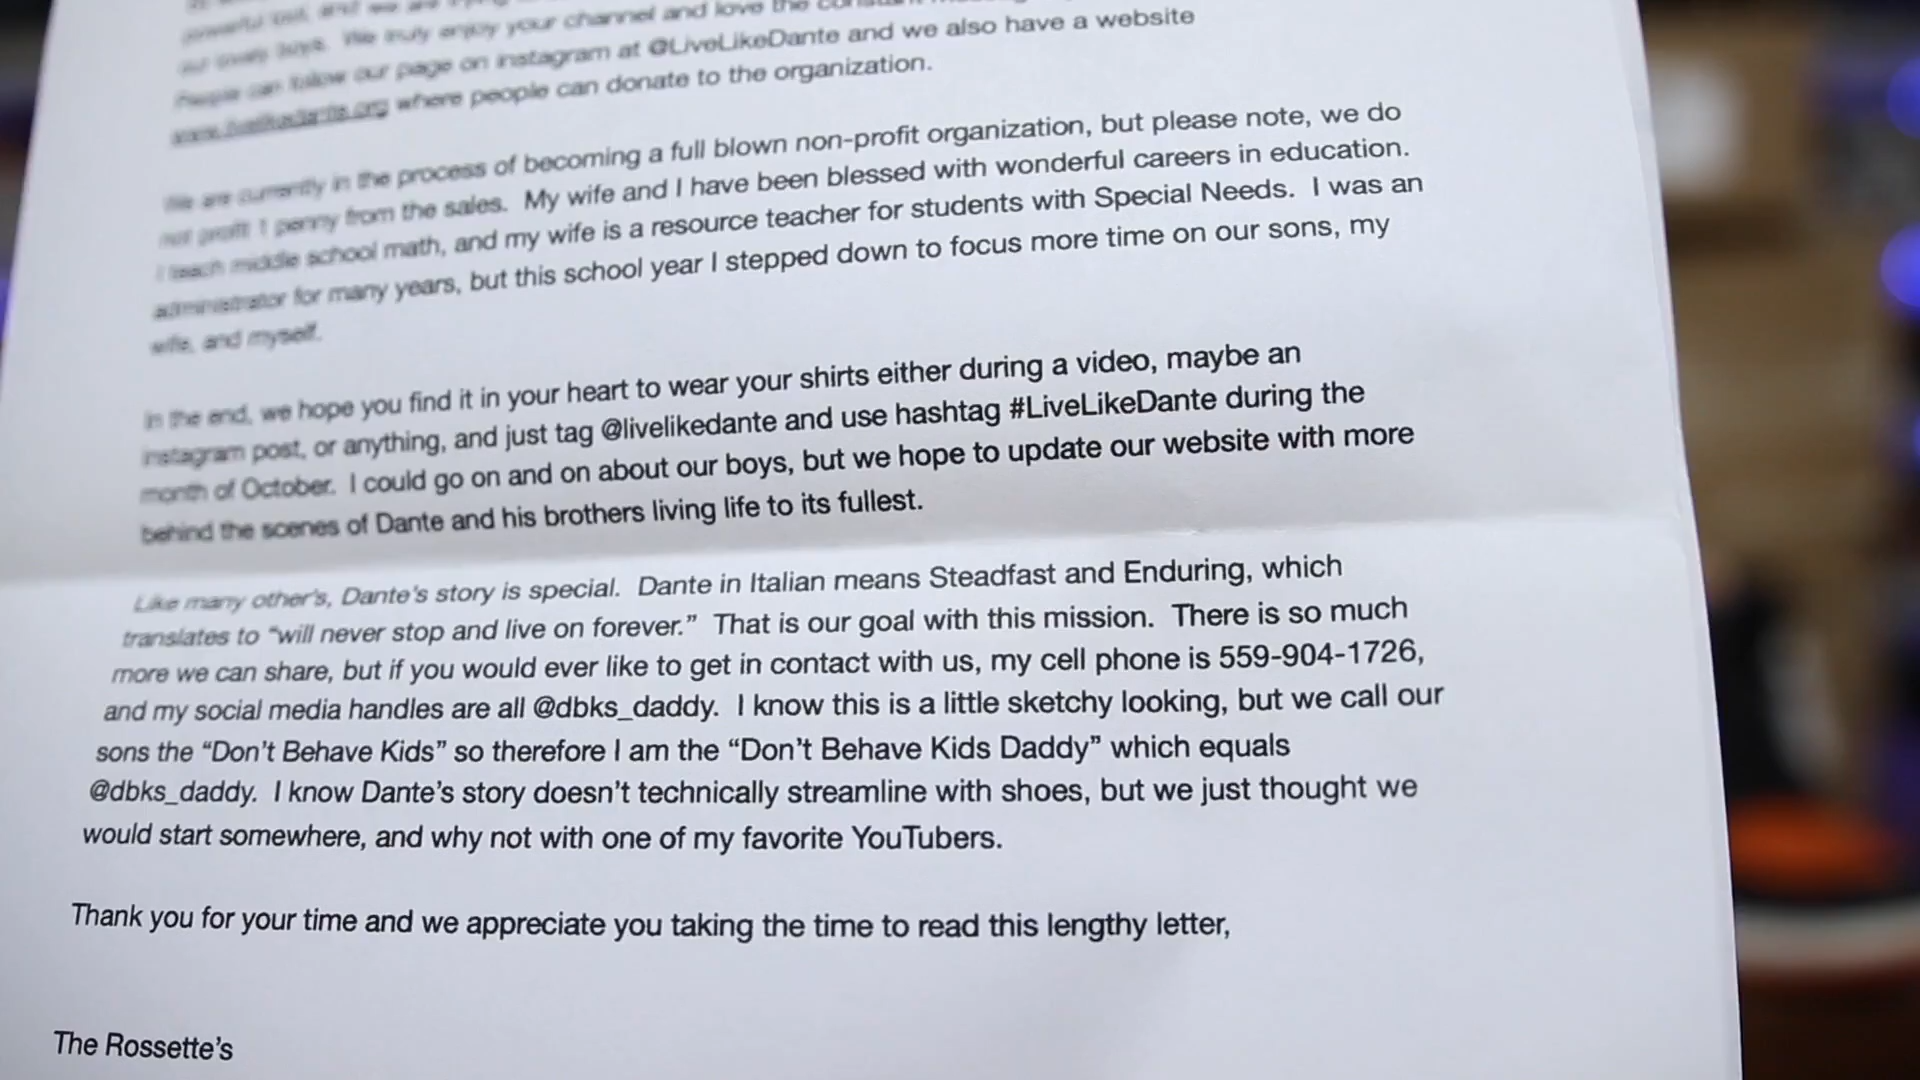 powerful tool, and we are
our lovely boys. We truly enjoy your channel and love the constant
People can follow our page on instagram at @LiveLikeDante and we also have a website
www.livelikedante.org where people can donate to the organization.
We are currently in the process of becoming a full blown non-profit organization, but please note, we do
not profit 1 penny from the sales. My wife and I have been blessed with wonderful careers in education.
I teach middle school math, and my wife is a resource teacher for students with Special Needs. I was an
administrator for many years, but this school year I stepped down to focus more time on our sons, my
wife, and myself.
In the end, we hope you find it in your heart to wear your shirts either during a video, maybe an
instagram post, or anything, and just tag @livelikedante and use hashtag #LiveLikeDante during the
month of October. I could go on and on about our boys, but we hope to update our website with more
behind the scenes of Dante and his brothers living life to its fullest.
Like many other's, Dante's story is special. Dante in Italian means Steadfast and Enduring, which
translates to "will never stop and live on forever." That is our goal with this mission. There is so much
more we can share, but if you would ever like to get in contact with us, my cell phone is 559-904-1726,
and my social media handles are all @dbks_daddy. I know this is a little sketchy looking, but we call our
sons the "Don't Behave Kids" so therefore I am the "Don't Behave Kids Daddy" which equals
@dbks_daddy. I know Dante's story doesn't technically streamline with shoes, but we just thought we
would start somewhere, and why not with one of my favorite YouTubers.
Thank you for your time and we appreciate you taking the time to read this lengthy letter,
The Rossette's